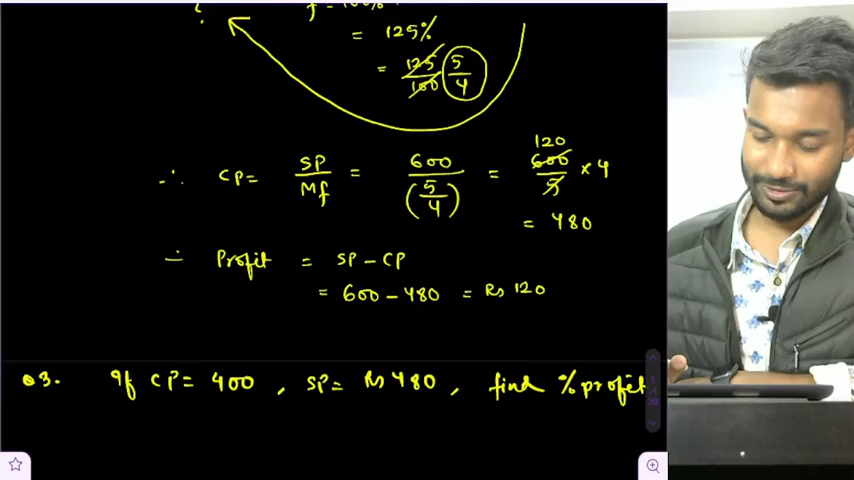 ? f = 100%
= 125%
= 125/100 5/4
∴ CP = SP/Mf = 600/(5/4) = 120 600/5 × 4
= 480
∴ Profit = SP - CP
= 600 - 480 = Rs 120
Q3. If CP = 400, SP = Rs 480, find % profit